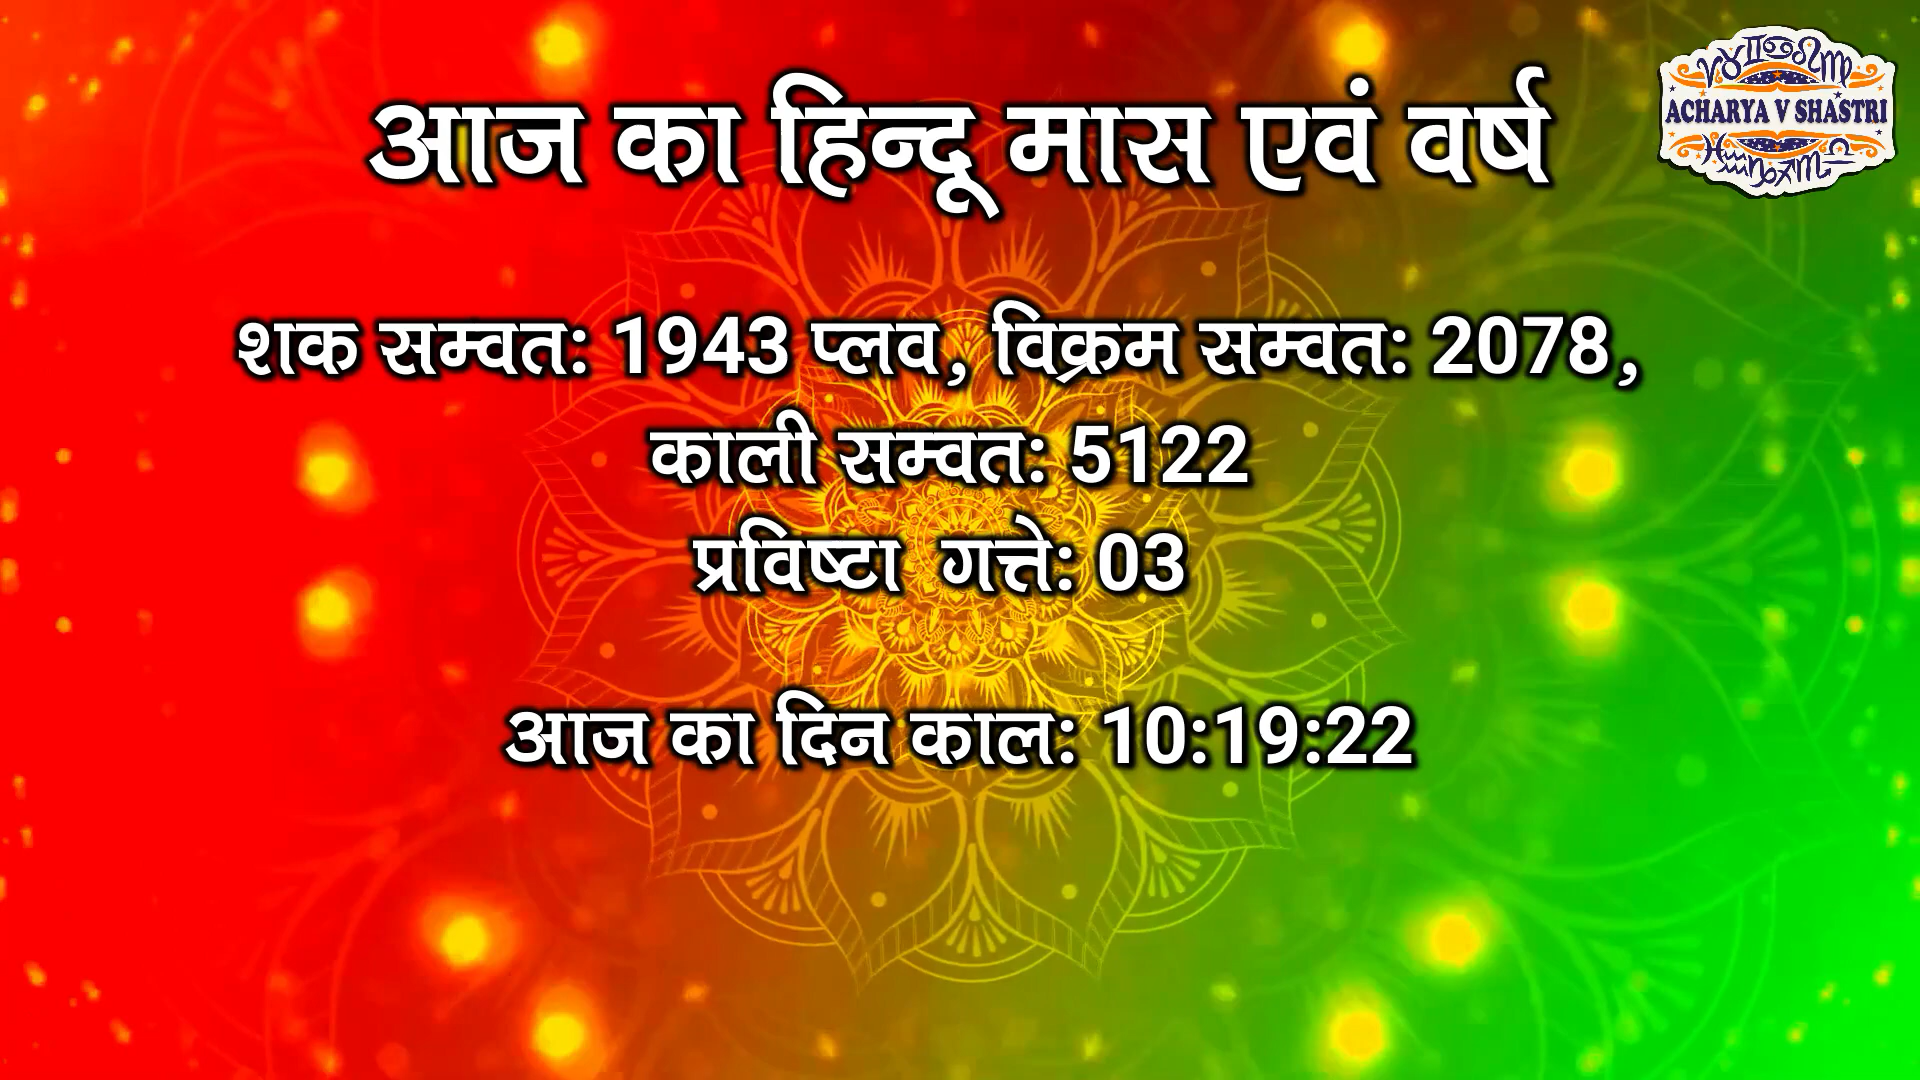 आज का हिन्दू मास एवं वर्ष
ACHARYA V SHASTRI
शक सम्वत: 1943 प्लव, विक्रम सम्वत: 2078,
काली सम्वत: 5122
प्रविष्टा गत्ते: 03
आज का दिन काल: 10:19:22